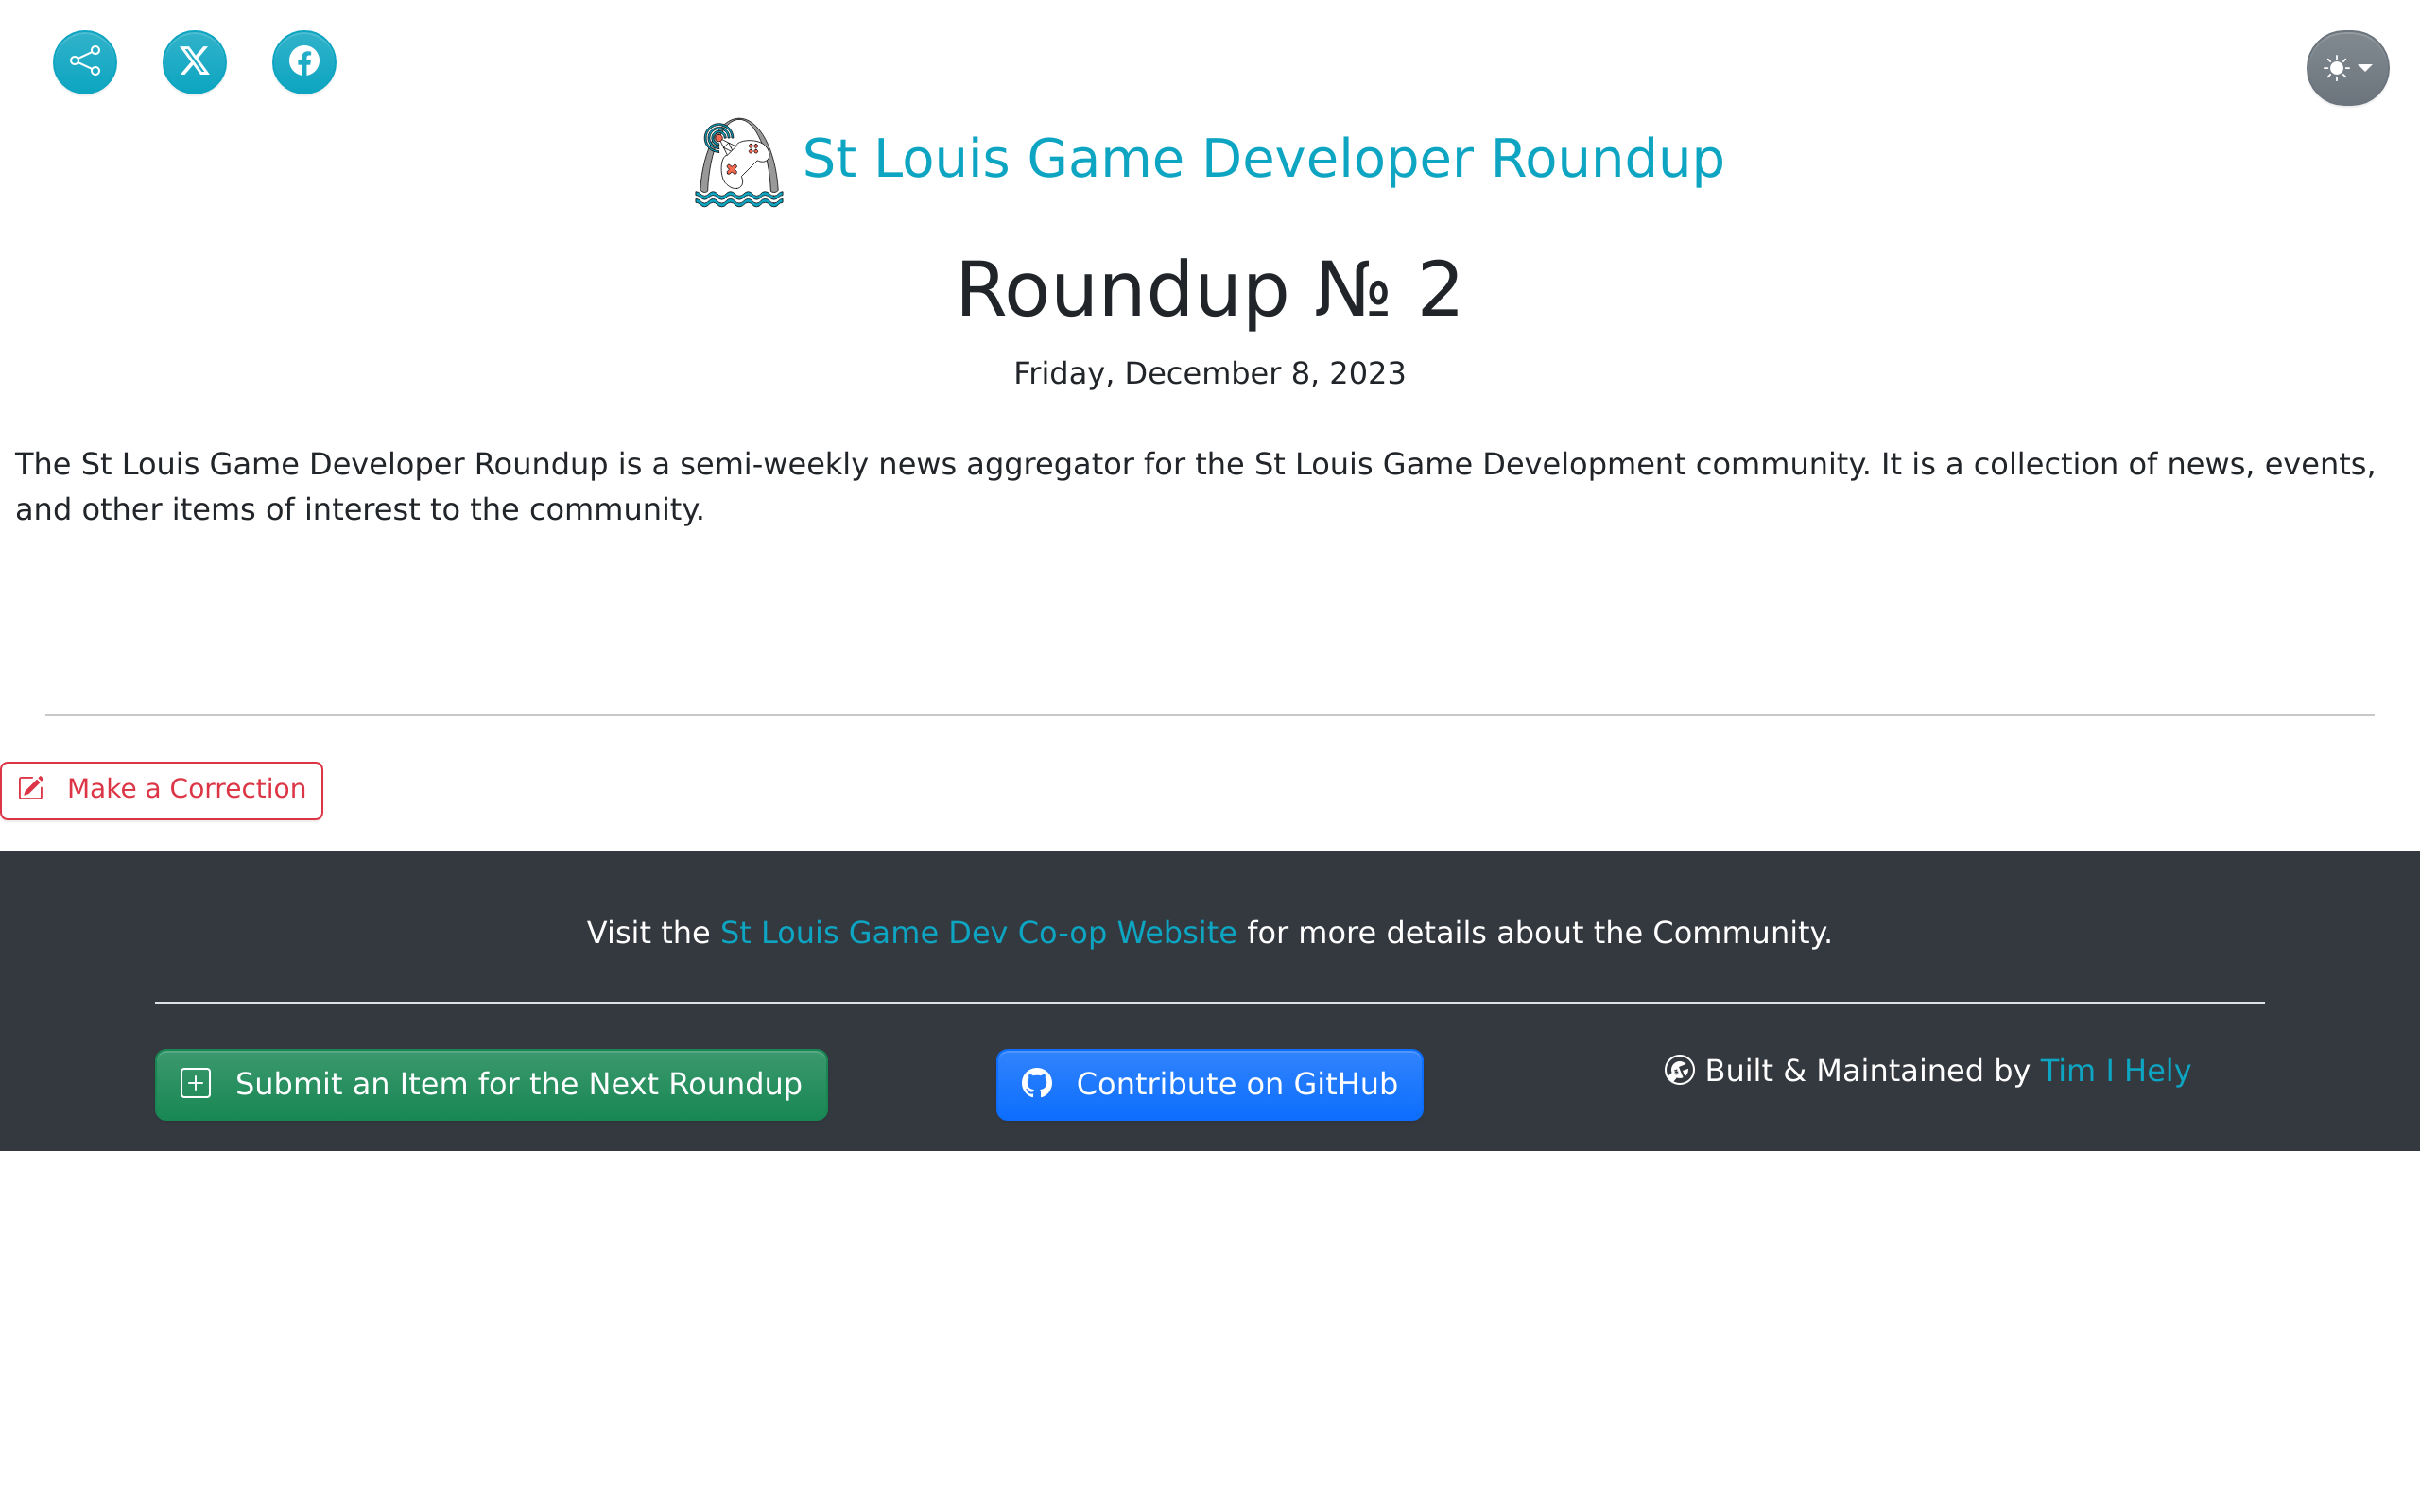 St Louis Game Developer Roundup
Roundup № 2
Friday, December 8, 2023
The St Louis Game Developer Roundup is a semi-weekly news aggregator for the St Louis Game Development community. It is a collection of news, events,
and other items of interest to the community.
Make a Correction
Visit the St Louis Game Dev Co-op Website for more details about the Community.
Submit an Item for the Next Roundup
Contribute on GitHub
Built & Maintained by Tim I Hely